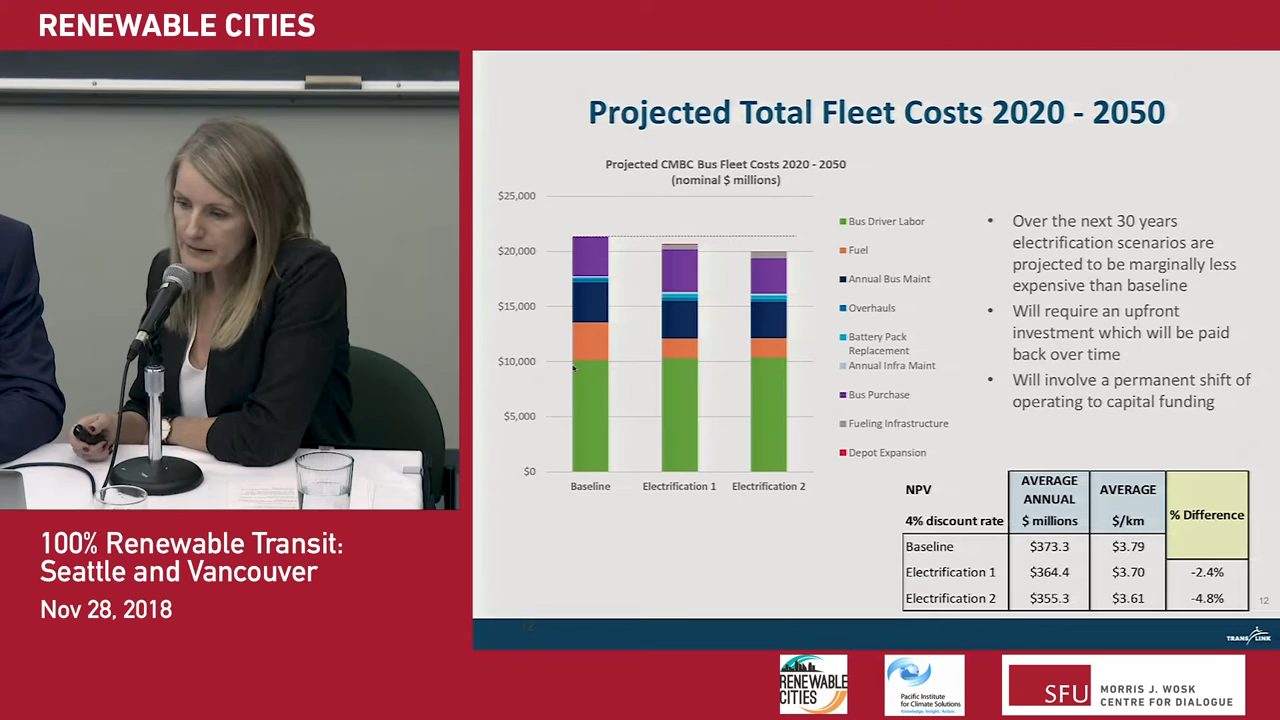 RENEWABLE CITIES
Projected Total Fleet Costs 2020 - 2050
Projected CMBC Bus Fleet Costs 2020 - 2050
(nominal $ millions)
$25,000
$20,000
$15,000
$10,000
$5,000
$0
Baseline
Electrification 1
Electrification 2
Bus Driver Labor
Fuel
Annual Bus Maint
Overhauls
Battery Pack
Replacement
Annual Infra Maint
Bus Purchase
Fueling Infrastructure
Depot Expansion
• Over the next 30 years
electrification scenarios are
projected to be marginally less
expensive than baseline
• Will require an upfront
investment which will be paid
back over time
• Will involve a permanent shift of
operating to capital funding
NPV
4% discount rate
AVERAGE
ANNUAL
$ millions
AVERAGE
$/km
% Difference
Baseline $373.3 $3.79
Electrification 1 $364.4 $3.70 -2.4%
Electrification 2 $355.3 $3.61 -4.8%
12
12
TRANSLINK
100% Renewable Transit:
Seattle and Vancouver
Nov 28, 2018
RENEWABLE
CITIES
Pacific Institute
for Climate Solutions
Knowledge. Insight. Action.
SFU
MORRIS J. WOSK
CENTRE FOR DIALOGUE